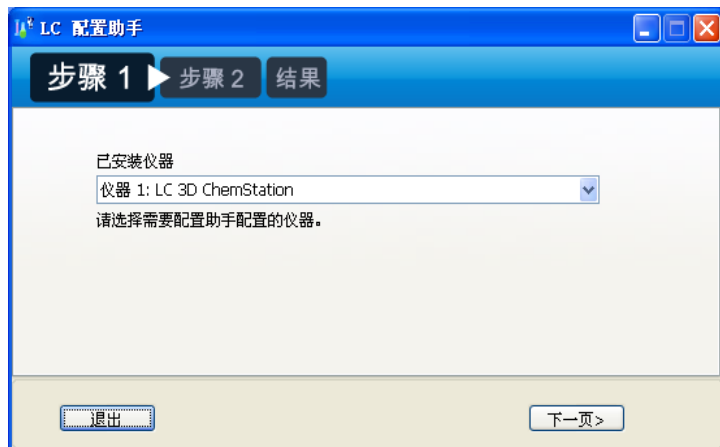 LC 配置助手
步骤 1 步骤 2 结果
已安装仪器
仪器 1: LC 3D ChemStation
请选择需要配置助手配置的仪器。
退出 下一页>